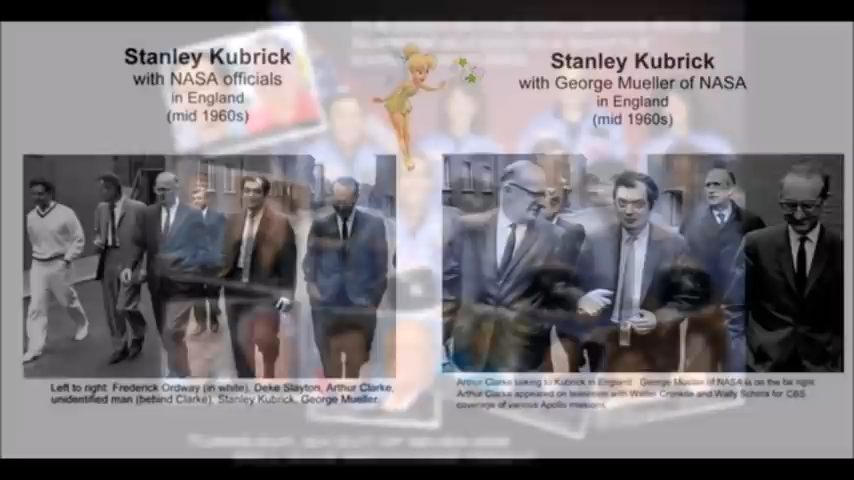 Stanley Kubrick
with NASA officials
in England
(mid 1960s)
Stanley Kubrick
with George Mueller of NASA
in England
(mid 1960s)
Left to right: Frederick Ordway (in white), Deke Slayton, Arthur Clarke,
unidentified man (behind Clarke), Stanley Kubrick, George Mueller.
Arthur Clarke talking to Kubrick in England. George Mueller of NASA is on the far right.
Arthur Clarke appeared on television with Walter Cronkite and Wally Schirra for CBS
coverage of various Apollo missions.